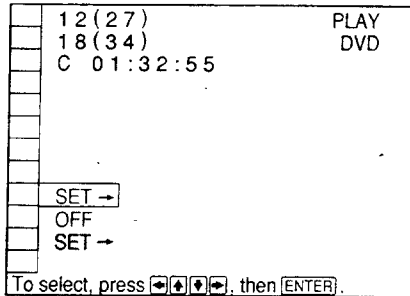 12(27) PLAY
18(34) DVD
C 01:32:55
SET →
OFF
SET →
To select, press ←↑↓→, then ENTER.